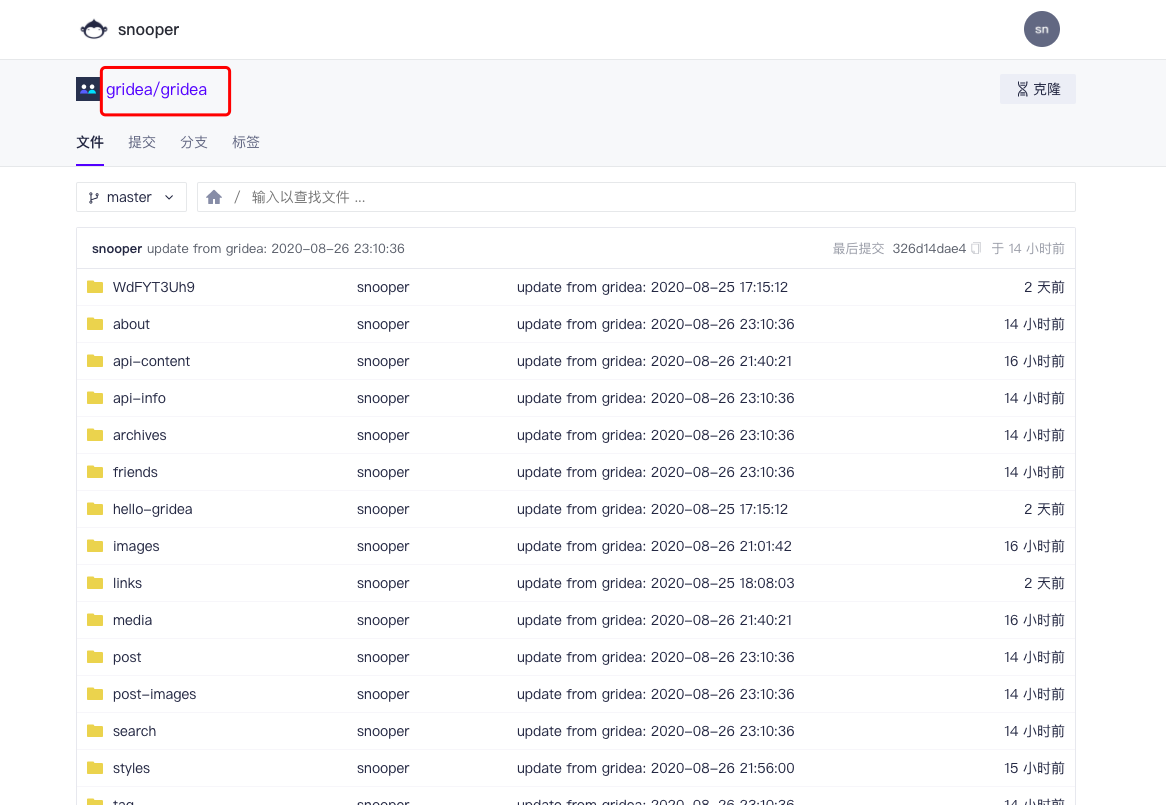 snooper
sn
gridea/gridea
克隆
文件 提交 分支 标签
master / 输入以查找文件 ...
snooper update from gridea: 2020-08-26 23:10:36 最后提交 326d14dae4 于 14 小时前
WdFYT3Uh9 snooper update from gridea: 2020-08-25 17:15:12 2 天前
about snooper update from gridea: 2020-08-26 23:10:36 14 小时前
api-content snooper update from gridea: 2020-08-26 21:40:21 16 小时前
api-info snooper update from gridea: 2020-08-26 23:10:36 14 小时前
archives snooper update from gridea: 2020-08-26 23:10:36 14 小时前
friends snooper update from gridea: 2020-08-26 23:10:36 14 小时前
hello-gridea snooper update from gridea: 2020-08-25 17:15:12 2 天前
images snooper update from gridea: 2020-08-26 21:01:42 16 小时前
links snooper update from gridea: 2020-08-25 18:08:03 2 天前
media snooper update from gridea: 2020-08-26 21:40:21 16 小时前
post snooper update from gridea: 2020-08-26 23:10:36 14 小时前
post-images snooper update from gridea: 2020-08-26 23:10:36 14 小时前
search snooper update from gridea: 2020-08-26 23:10:36 14 小时前
styles snooper update from gridea: 2020-08-26 21:56:00 15 小时前
tag snooper update from gridea: 2020-08-26 23:10:36 14 小时前